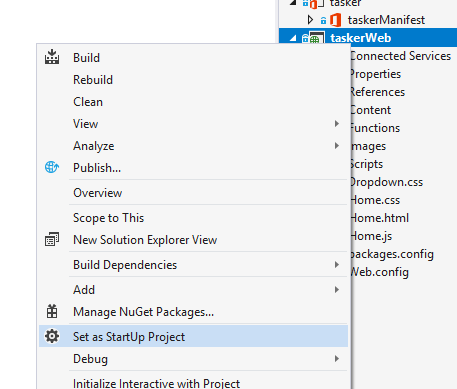 tasker
taskerManifest
taskerWeb
Connected Services
Properties
References
Content
Functions
Images
Scripts
Dropdown.css
Home.css
Home.html
Home.js
packages.config
Web.config
Build
Rebuild
Clean
View
Analyze
Publish...
Overview
Scope to This
New Solution Explorer View
Build Dependencies
Add
Manage NuGet Packages...
Set as StartUp Project
Debug
Initialize Interactive with Project